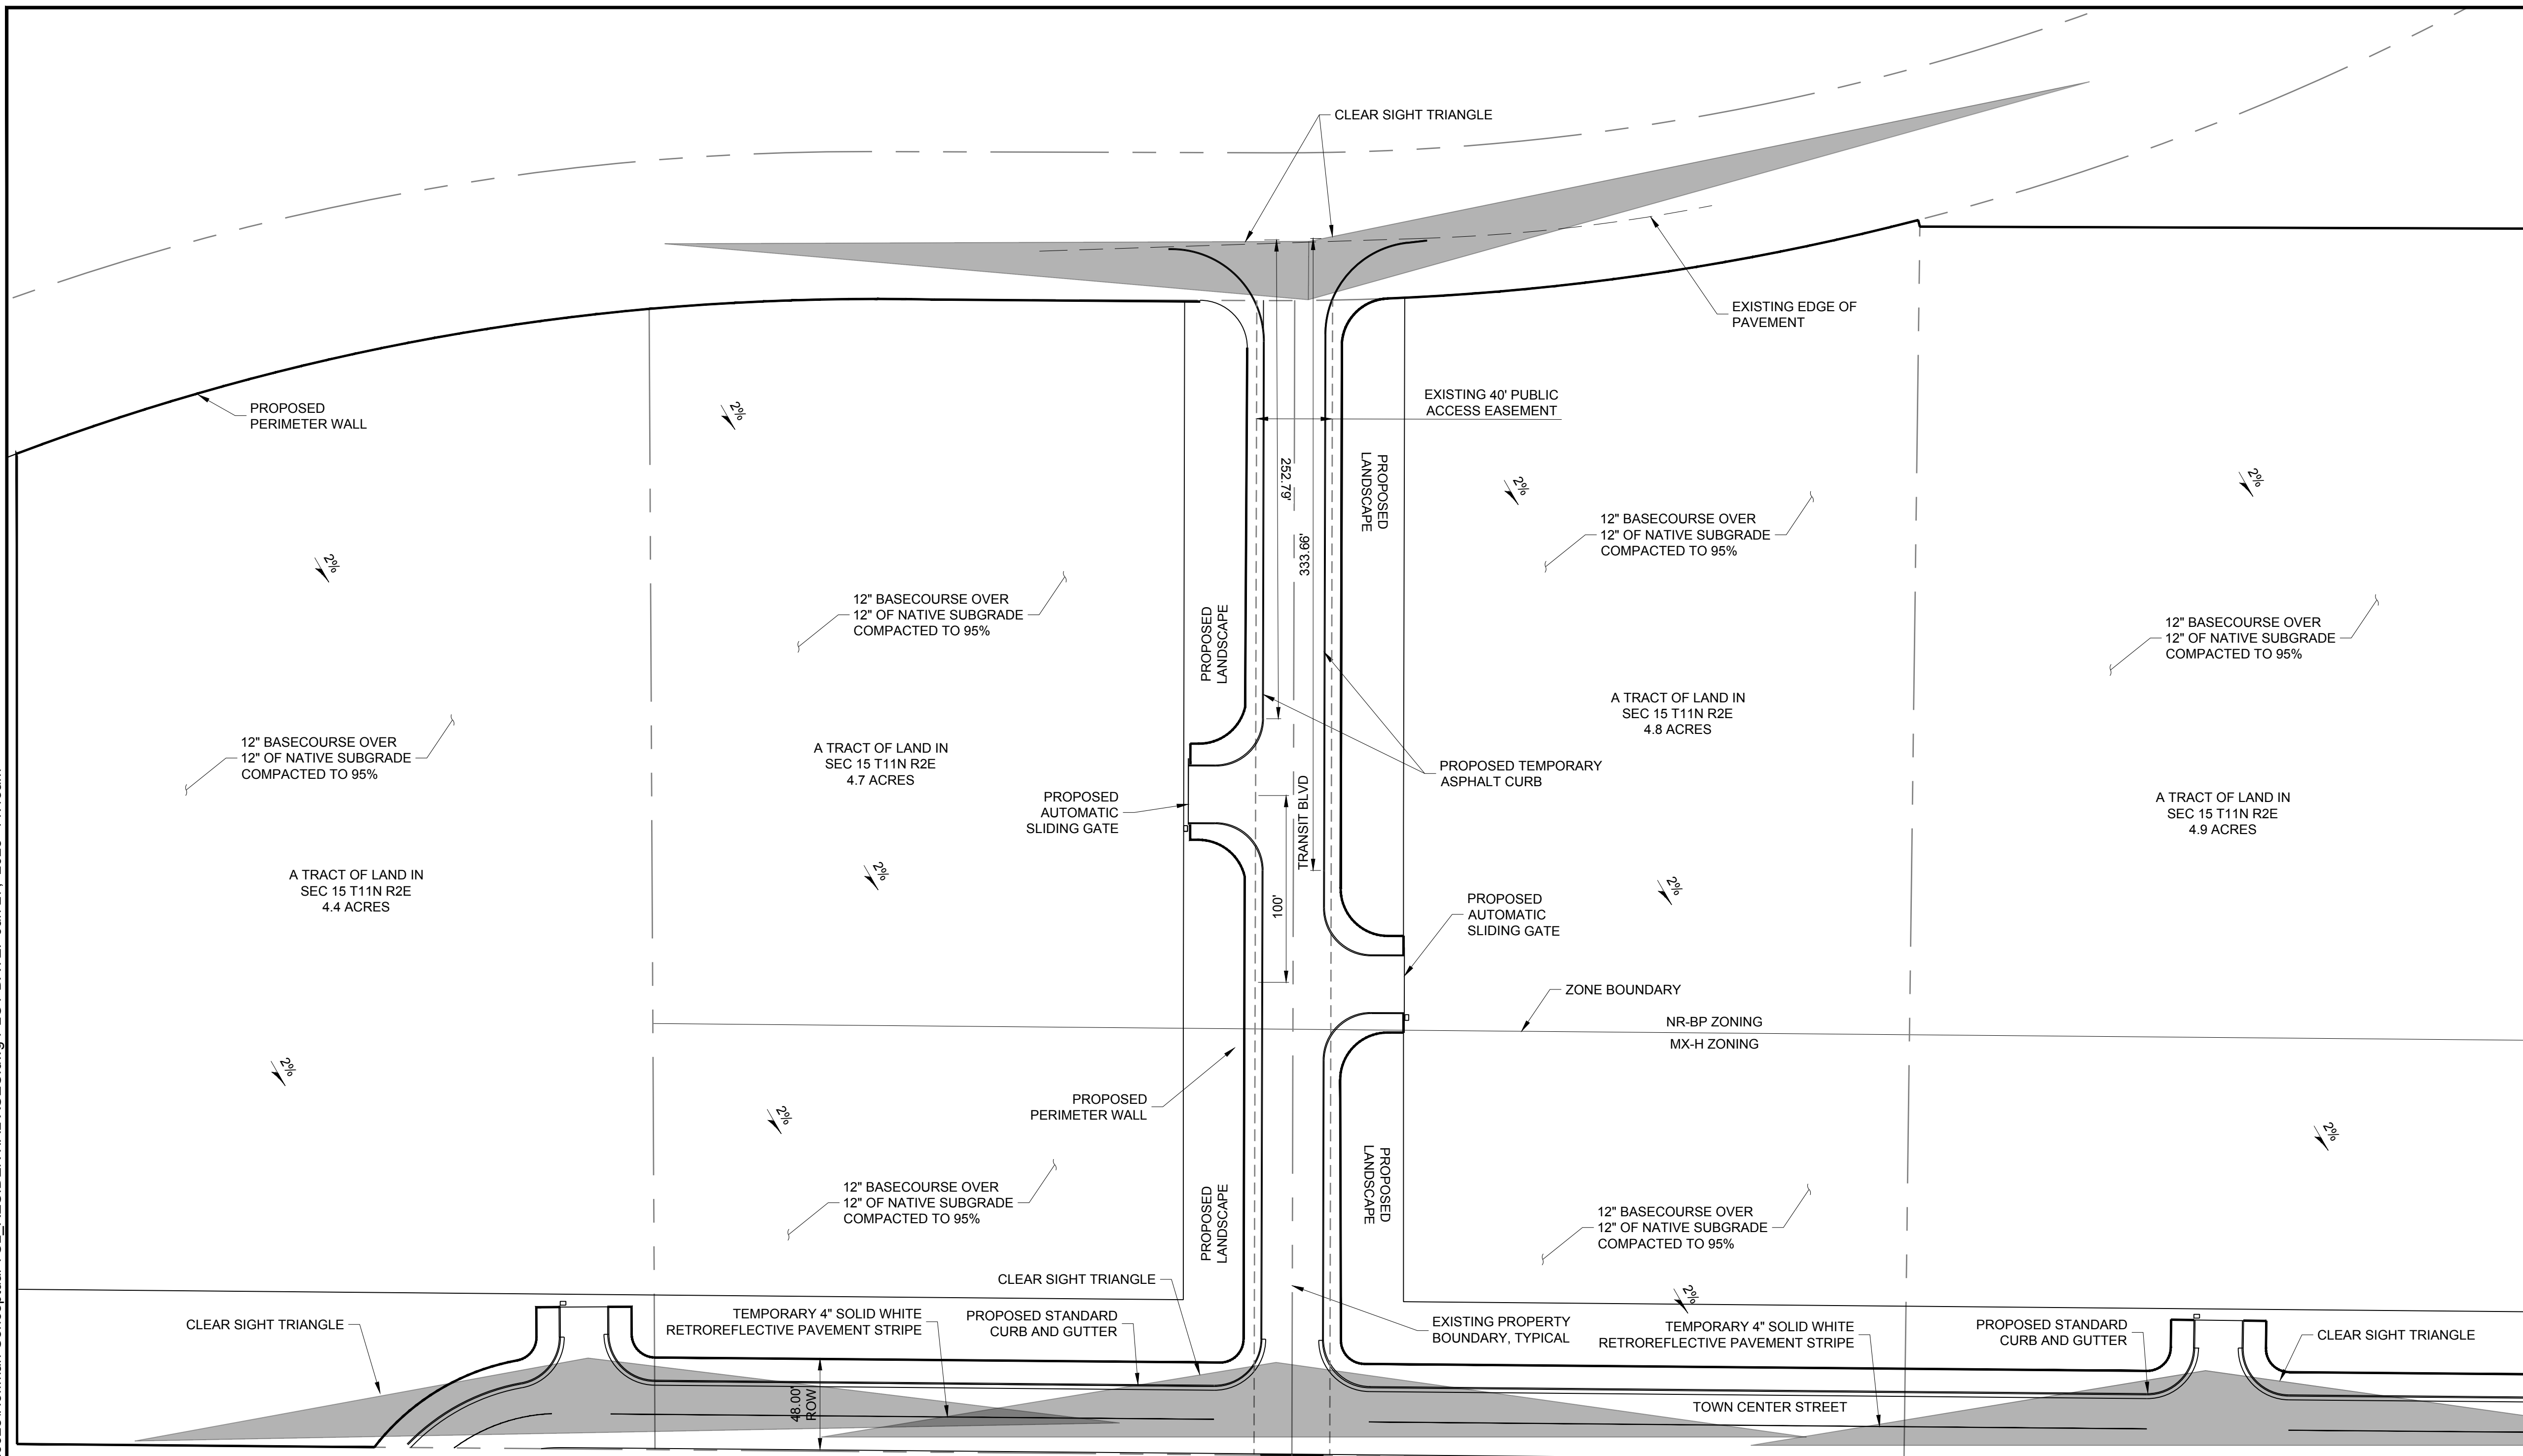 CLEAR SIGHT TRIANGLE
EXISTING EDGE OF
PAVEMENT
PROPOSED
PERIMETER WALL
2%
EXISTING 40' PUBLIC
ACCESS EASEMENT
252.79'
PROPOSED
LANDSCAPE
2%
2%
12" BASECOURSE OVER
12" OF NATIVE SUBGRADE
COMPACTED TO 95%
333.66'
2%
12" BASECOURSE OVER
12" OF NATIVE SUBGRADE
COMPACTED TO 95%
PROPOSED
LANDSCAPE
12" BASECOURSE OVER
12" OF NATIVE SUBGRADE
COMPACTED TO 95%
A TRACT OF LAND IN
SEC 15 T11N R2E
4.8 ACRES
12" BASECOURSE OVER
12" OF NATIVE SUBGRADE
COMPACTED TO 95%
A TRACT OF LAND IN
SEC 15 T11N R2E
4.7 ACRES
PROPOSED TEMPORARY
ASPHALT CURB
TRANSIT BLVD
PROPOSED
AUTOMATIC
SLIDING GATE
A TRACT OF LAND IN
SEC 15 T11N R2E
4.9 ACRES
A TRACT OF LAND IN
SEC 15 T11N R2E
4.4 ACRES
2%
100'
2%
PROPOSED
AUTOMATIC
SLIDING GATE
ZONE BOUNDARY
NR-BP ZONING
MX-H ZONING
2%
PROPOSED
PERIMETER WALL
2%
2%
12" BASECOURSE OVER
12" OF NATIVE SUBGRADE
COMPACTED TO 95%
PROPOSED
LANDSCAPE
PROPOSED
LANDSCAPE
12" BASECOURSE OVER
12" OF NATIVE SUBGRADE
COMPACTED TO 95%
CLEAR SIGHT TRIANGLE
2%
CLEAR SIGHT TRIANGLE
TEMPORARY 4" SOLID WHITE
RETROREFLECTIVE PAVEMENT STRIPE
PROPOSED STANDARD
CURB AND GUTTER
EXISTING PROPERTY
BOUNDARY, TYPICAL
TEMPORARY 4" SOLID WHITE
RETROREFLECTIVE PAVEMENT STRIPE
PROPOSED STANDARD
CURB AND GUTTER
CLEAR SIGHT TRIANGLE
48.00'
ROW
TOWN CENTER STREET